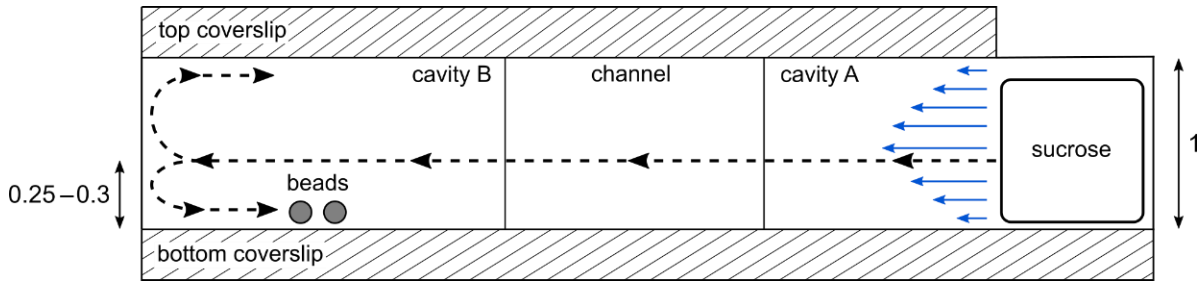 top coverslip
cavity B
channel
cavity A
sucrose
1
beads
0.25–0.3
bottom coverslip